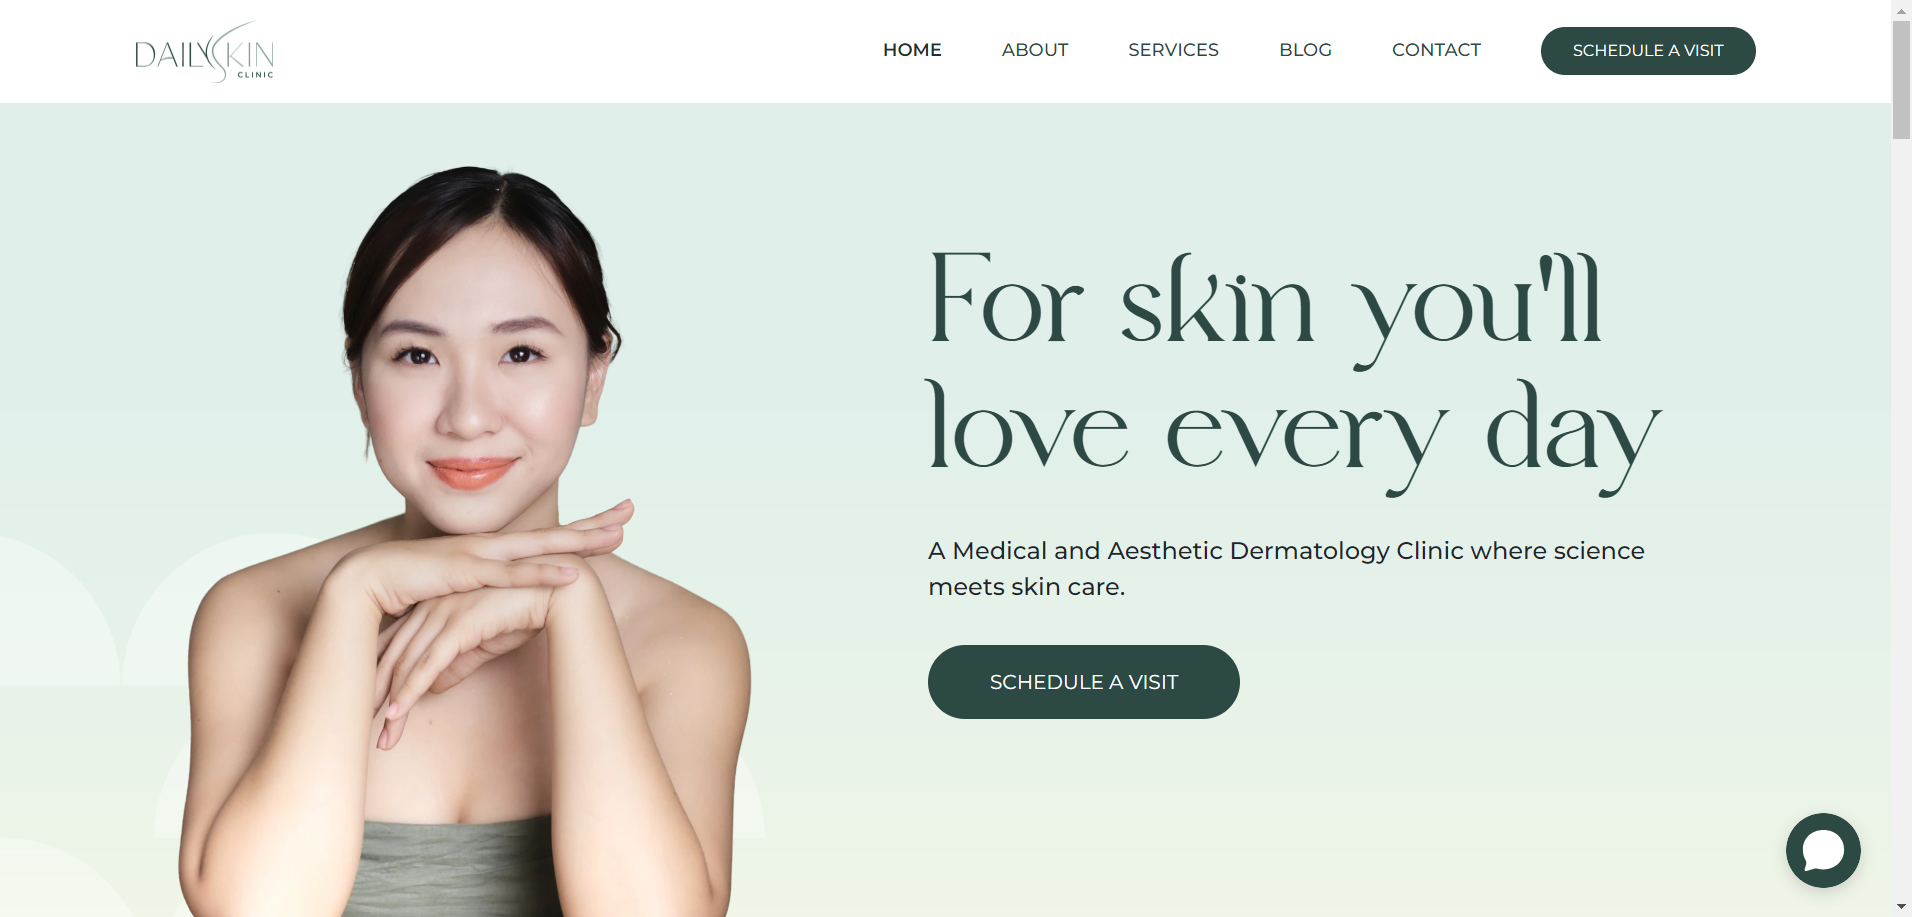 DAILYSKIN
CLINIC
HOME ABOUT SERVICES BLOG CONTACT SCHEDULE A VISIT
For skin you'll
love every day
A Medical and Aesthetic Dermatology Clinic where science
meets skin care.
SCHEDULE A VISIT